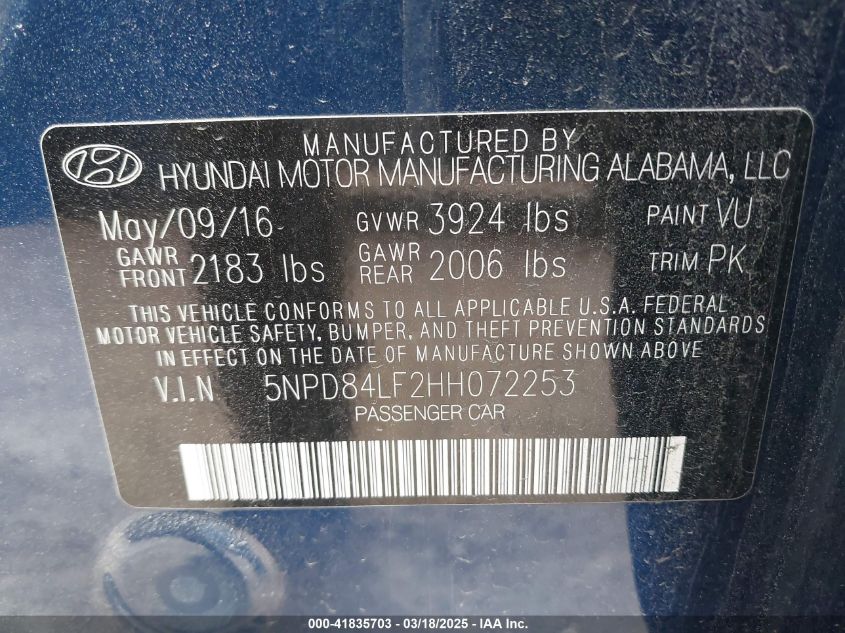 MANUFACTURED BY
HYUNDAI MOTOR MANUFACTURING ALABAMA, LLC
May/09/16 GVWR 3924 lbs PAINT VU
GAWR FRONT 2183 lbs GAWR REAR 2006 lbs TRIM PK
THIS VEHICLE CONFORMS TO ALL APPLICABLE U.S.A. FEDERAL
MOTOR VEHICLE SAFETY, BUMPER, AND THEFT PREVENTION STANDARDS
IN EFFECT ON THE DATE OF MANUFACTURE SHOWN ABOVE
V.I.N 5NPD84LF2HH072253
PASSENGER CAR
000-41835703 - 03/18/2025 - IAA Inc.